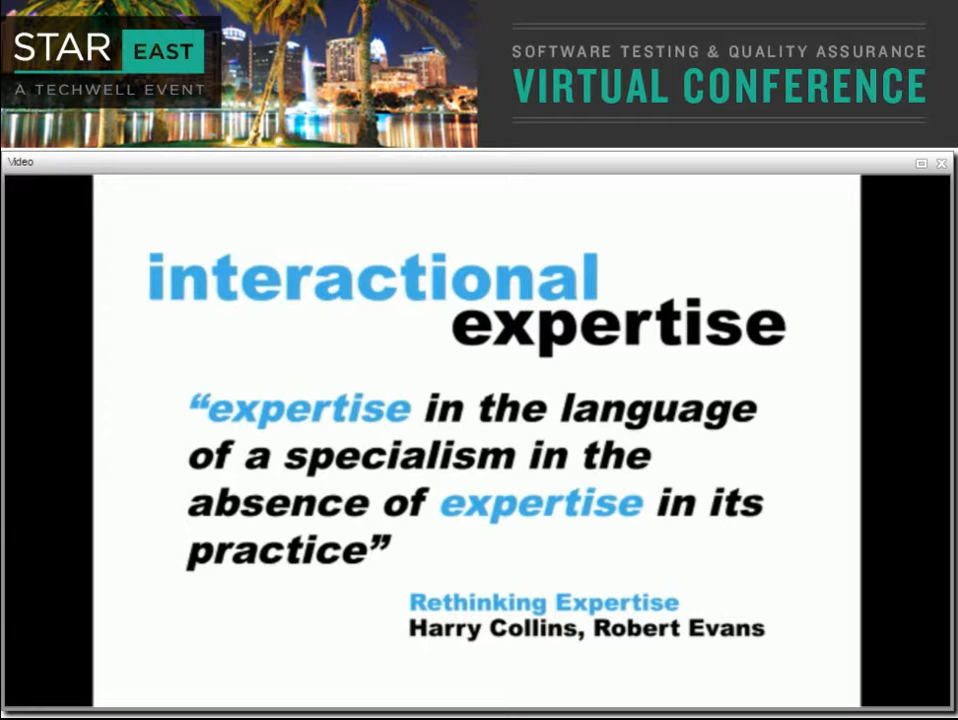 STAR EAST
A TECHWELL EVENT
SOFTWARE TESTING & QUALITY ASSURANCE
VIRTUAL CONFERENCE
Video
interactional
expertise
“expertise in the language
of a specialism in the
absence of expertise in its
practice”
Rethinking Expertise
Harry Collins, Robert Evans